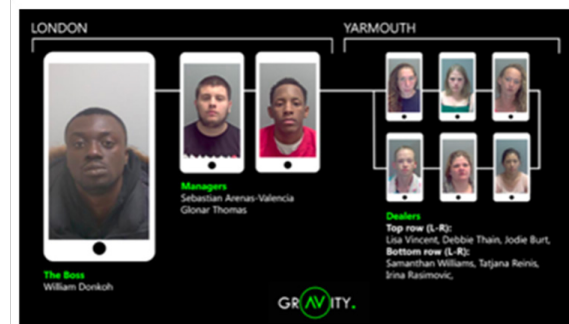 LONDON
YARMOUTH
Managers
Sebastian Arenas-Valencia
Glonar Thomas
The Boss
William Donkoh
Dealers
Top row (L-R):
Lisa Vincent, Debbie Thain, Jodie Burt,
Bottom row (L-R):
Samanthan Williams, Tatjana Reinis,
Irina Rasimovic,
GRAVITY.